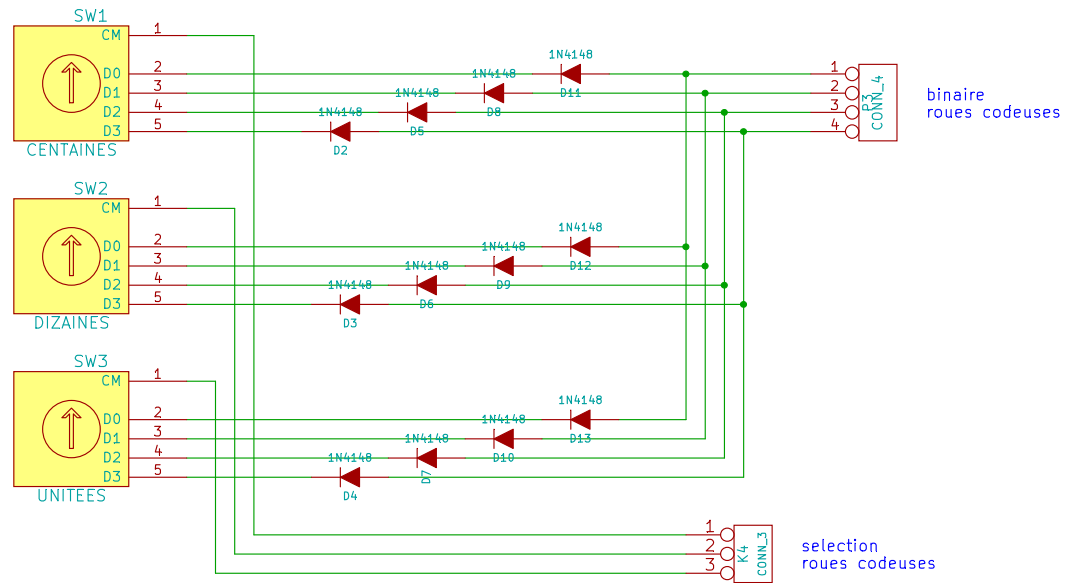 SW1
CM 1
D0 2
D1 3
D2 4
D3 5
CENTAINES
1N4148
D11
1N4148
D8
1N4148
D5
1N4148
D2
1
2
3
4
P3
CONN_4
binaire
roues codeuses
SW2
CM 1
D0 2
D1 3
D2 4
D3 5
DIZAINES
1N4148
D12
1N4148
D9
1N4148
D6
1N4148
D3
SW3
CM 1
D0 2
D1 3
D2 4
D3 5
UNITEES
1N4148
D13
1N4148
D10
1N4148
D7
1N4148
D4
1
2
3
K4
CONN_3
selection
roues codeuses